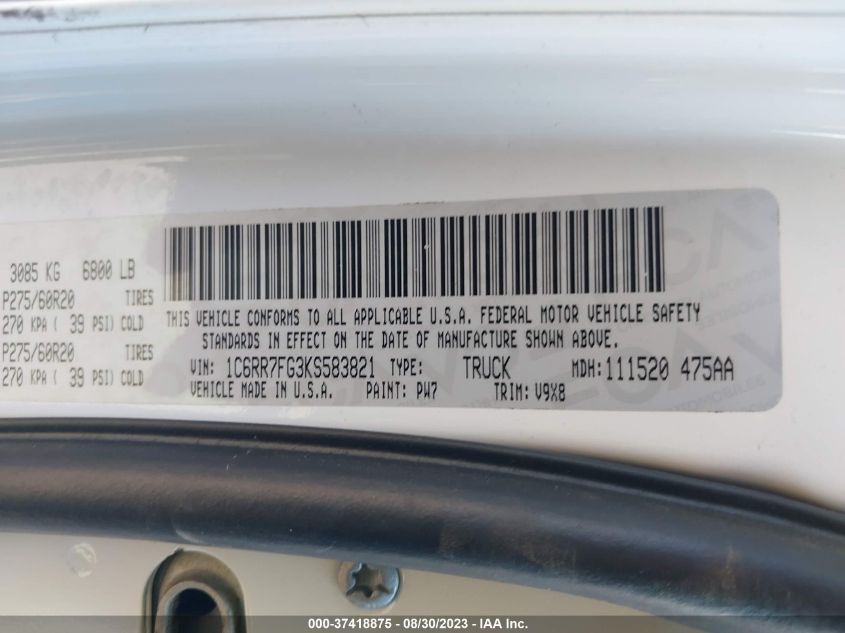 3085 KG 6800 LB
P275/60R20 TIRES
270 KPA ( 39 PSI) COLD
P275/60R20 TIRES
270 KPA ( 39 PSI) COLD
THIS VEHICLE CONFORMS TO ALL APPLICABLE U.S.A. FEDERAL MOTOR VEHICLE SAFETY
STANDARDS IN EFFECT ON THE DATE OF MANUFACTURE SHOWN ABOVE.
VIN: 1C6RR7FG3KS583821 TYPE: TRUCK MDH: 111520 475AA
VEHICLE MADE IN U.S.A. PAINT: PW7 TRIM: V9X8
000-37418875 - 08/30/2023 - IAA Inc.